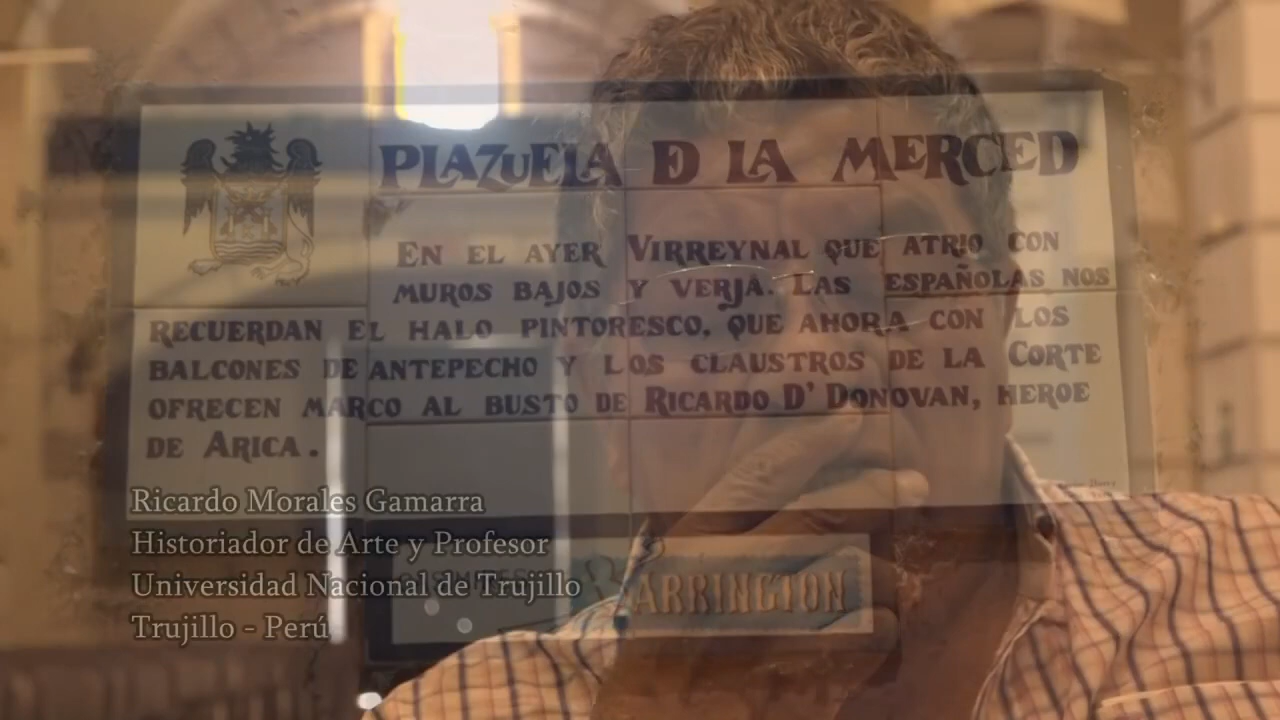 PLAZUELA D LA MERCED
EN EL AYER VIRREYNAL QUE ATRIO CON
MUROS BAJOS Y VERJA. LAS ESPAÑOLAS NOS
RECUERDAN EL HALO PINTORESCO, QUE AHORA CON LOS
BALCONES DE ANTEPECHO Y LOS CLAUSTROS DE LA CORTE
OFRECEN MARCO AL BUSTO DE RICARDO D' DONOVAN, HEROE
DE ARICA.
Ricardo Morales Gamarra
Historiador de Arte y Profesor
Universidad Nacional de Trujillo
Trujillo - Perú
ARRINGTON